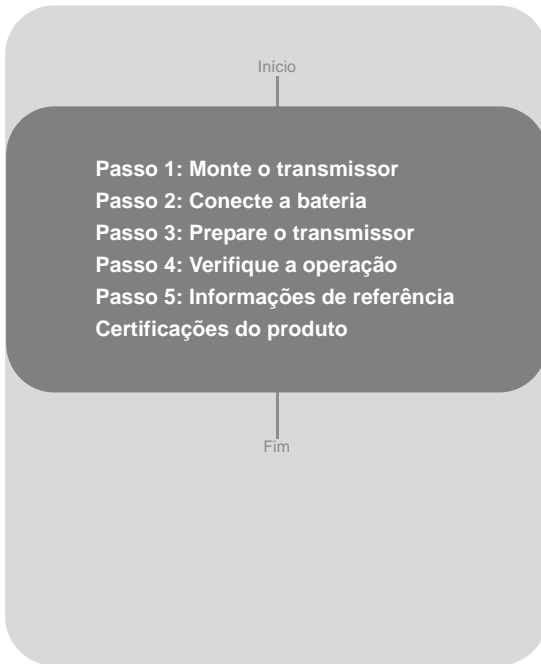 Início
Passo 1: Monte o transmissor
Passo 2: Conecte a bateria
Passo 3: Prepare o transmissor
Passo 4: Verifique a operação
Passo 5: Informações de referência
Certificações do produto
Fim